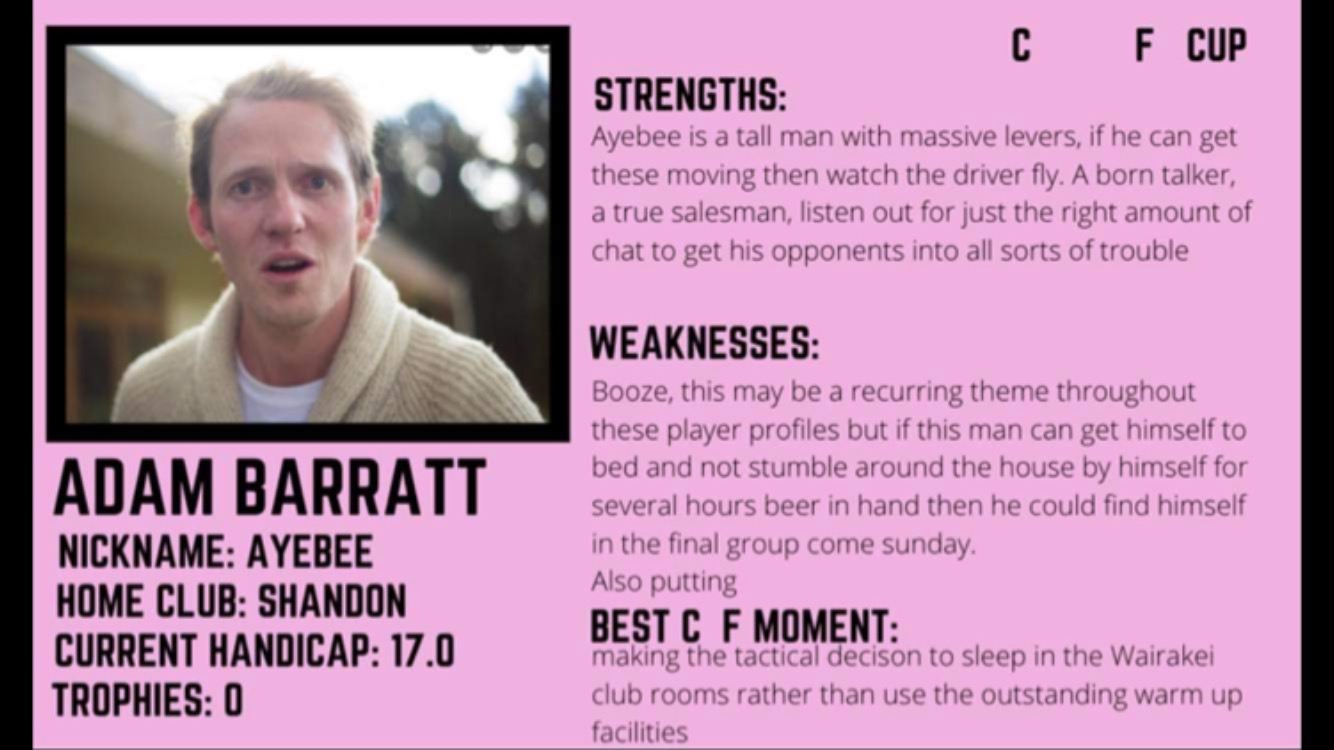 C F CUP
STRENGTHS:
Ayebee is a tall man with massive levers, if he can get
these moving then watch the driver fly. A born talker,
a true salesman, listen out for just the right amount of
chat to get his opponents into all sorts of trouble
WEAKNESSES:
Booze, this may be a recurring theme throughout
these player profiles but if this man can get himself to
bed and not stumble around the house by himself for
several hours beer in hand then he could find himself
in the final group come sunday.
Also putting
BEST C F MOMENT:
making the tactical decison to sleep in the Wairakei
club rooms rather than use the outstanding warm up
facilities
ADAM BARRATT
NICKNAME: AYEBEE
HOME CLUB: SHANDON
CURRENT HANDICAP: 17.0
TROPHIES: 0